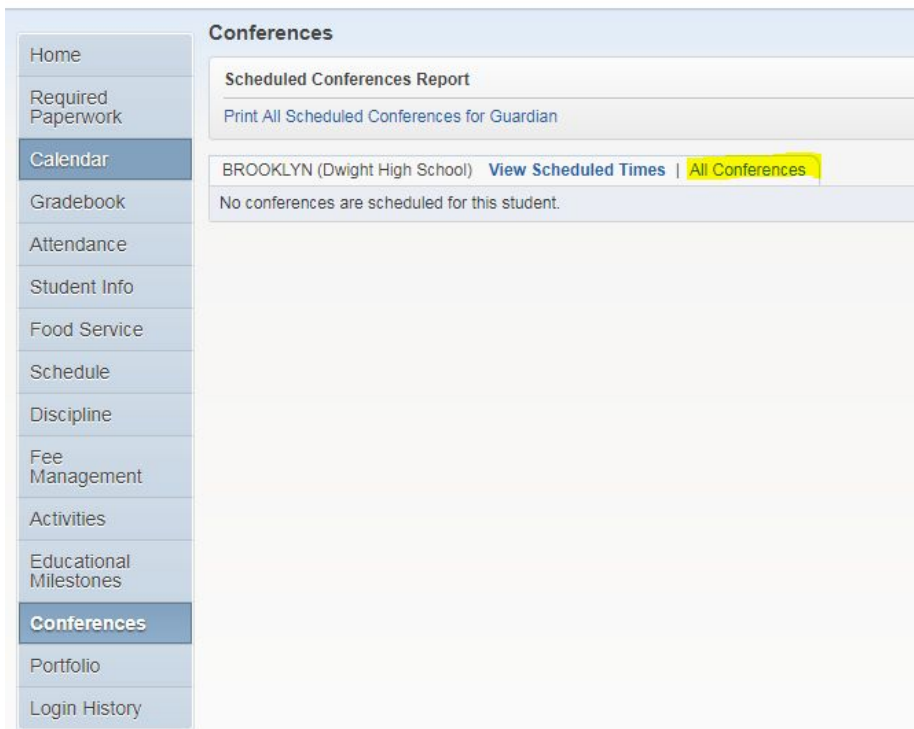 Home
Required
Paperwork
Calendar
Gradebook
Attendance
Student Info
Food Service
Schedule
Discipline
Fee
Management
Activities
Educational
Milestones
Conferences
Portfolio
Login History
Conferences
Scheduled Conferences Report
Print All Scheduled Conferences for Guardian
BROOKLYN (Dwight High School) View Scheduled Times | All Conferences
No conferences are scheduled for this student.